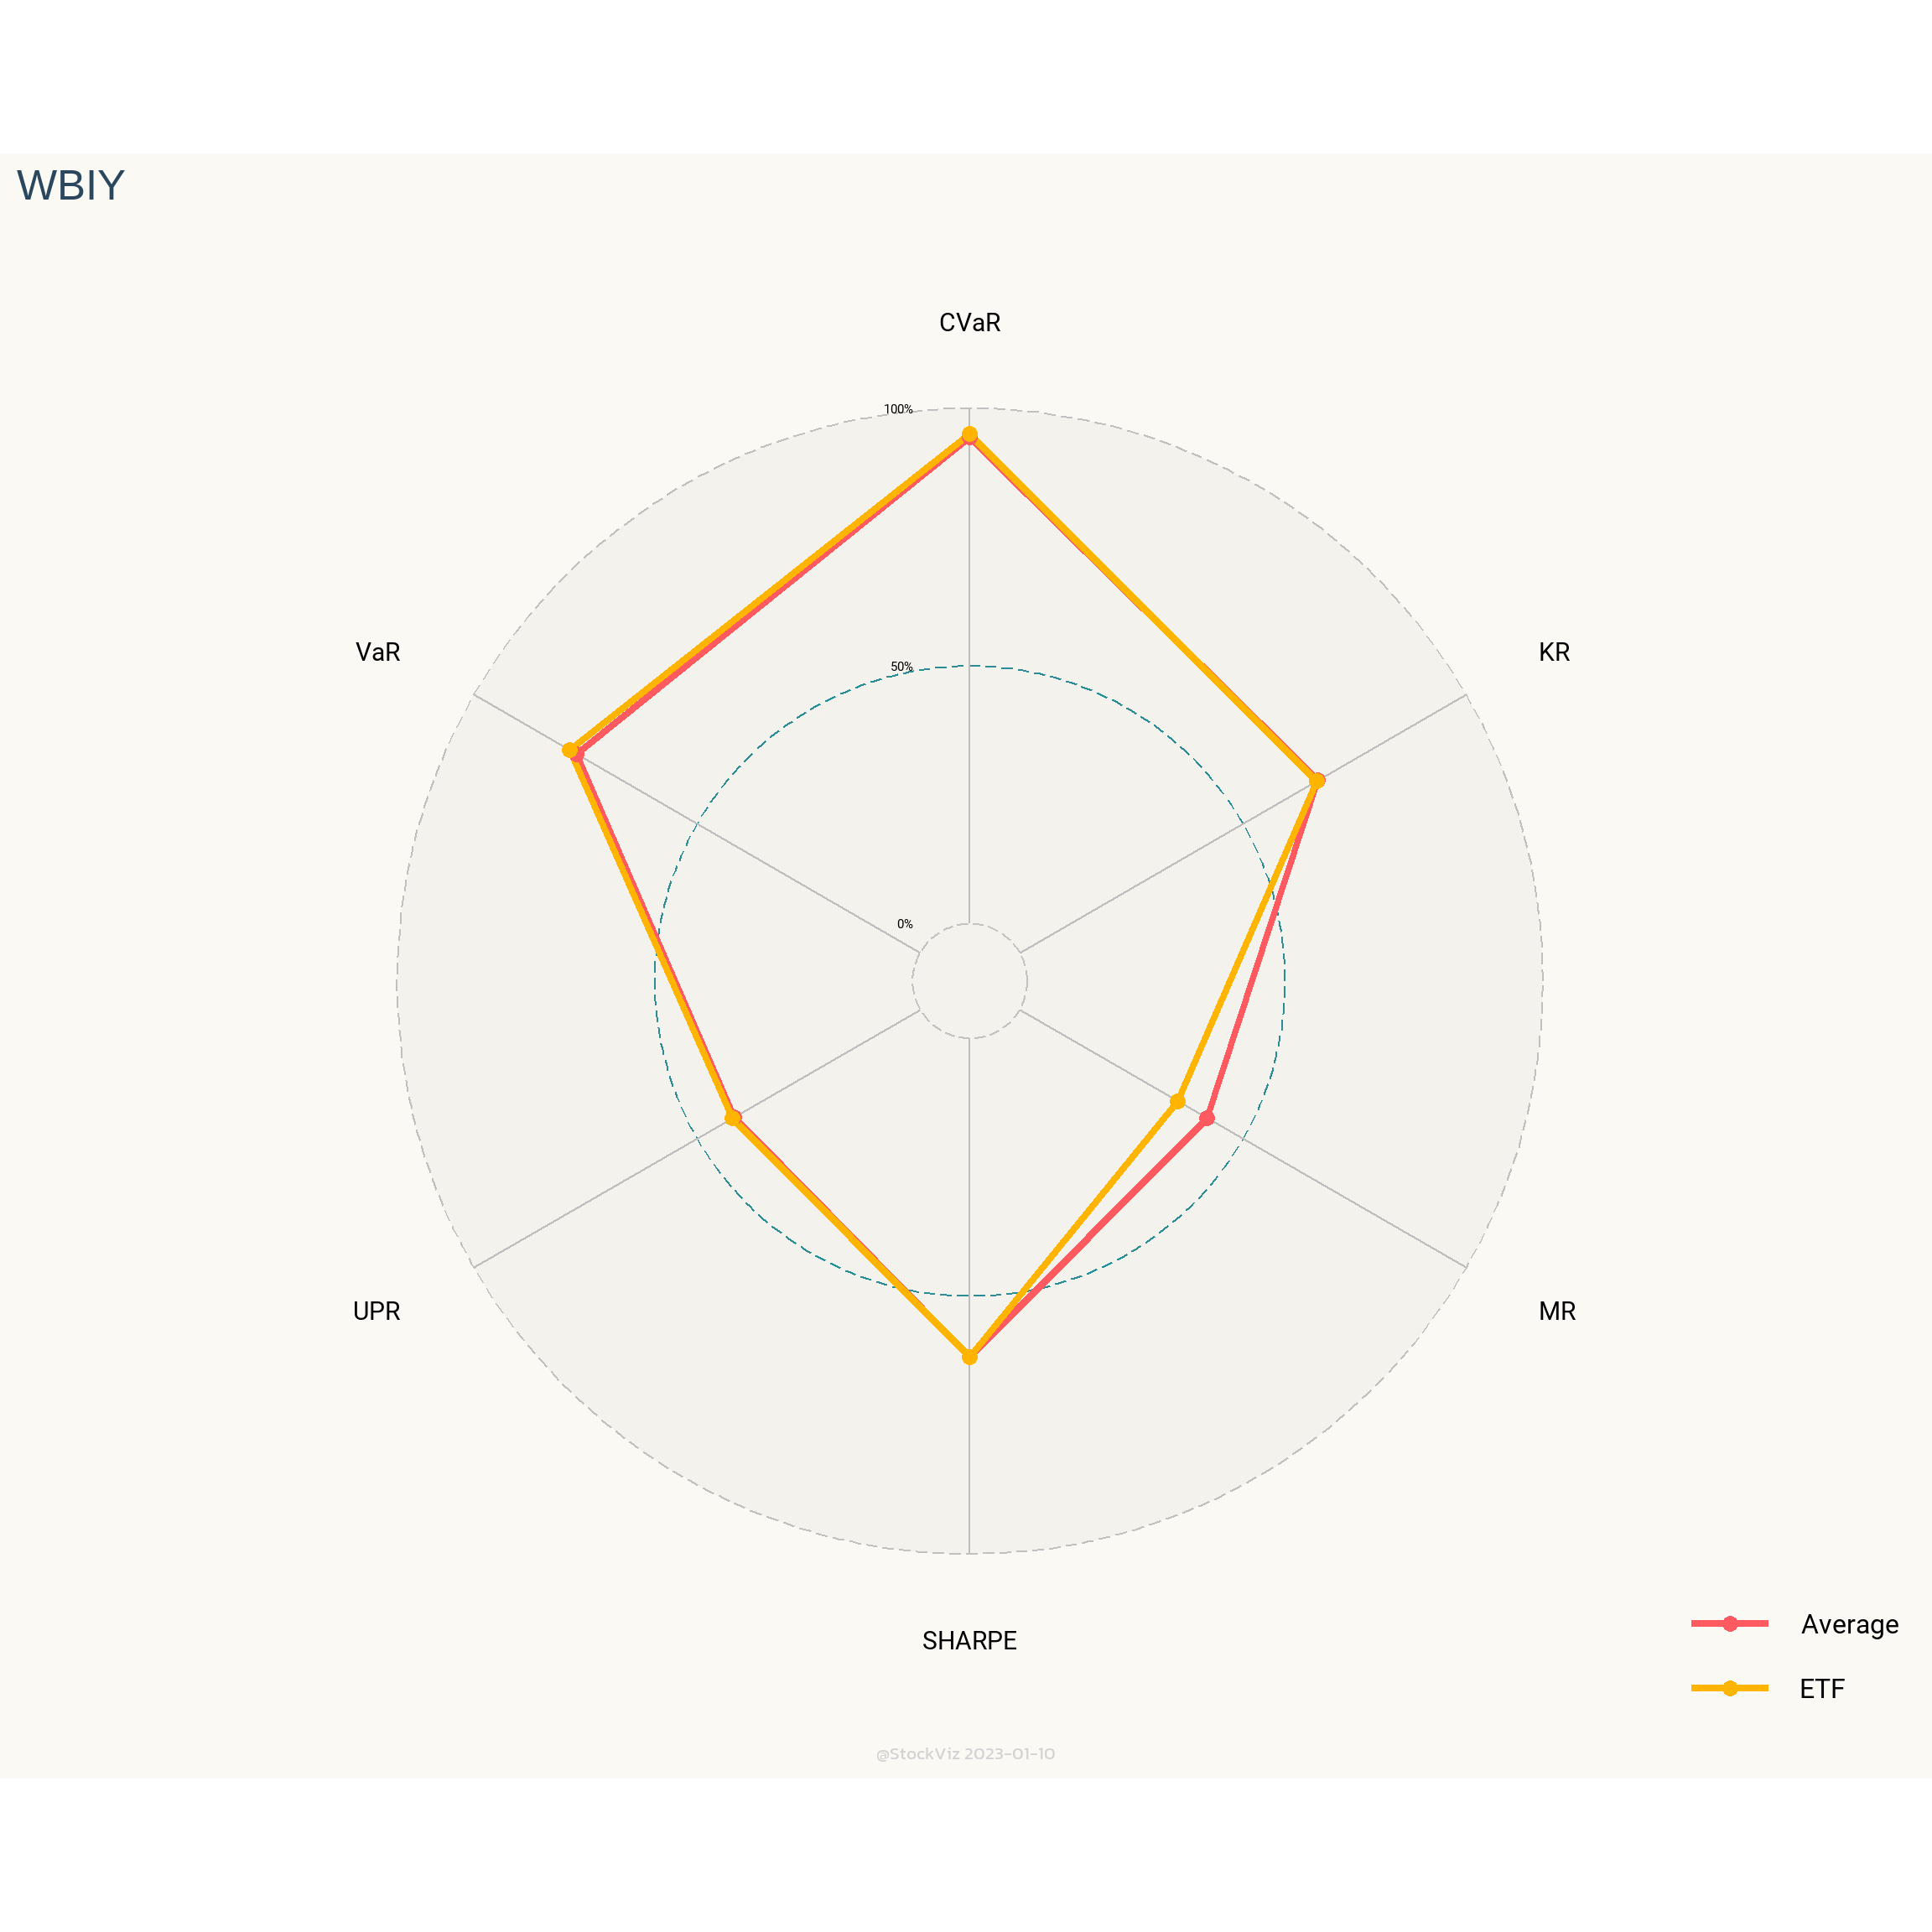 WBIY
CVaR
100%
KR
VaR
50%
0%
UPR
MR
SHARPE
Average
ETF
@StockViz 2023-01-10